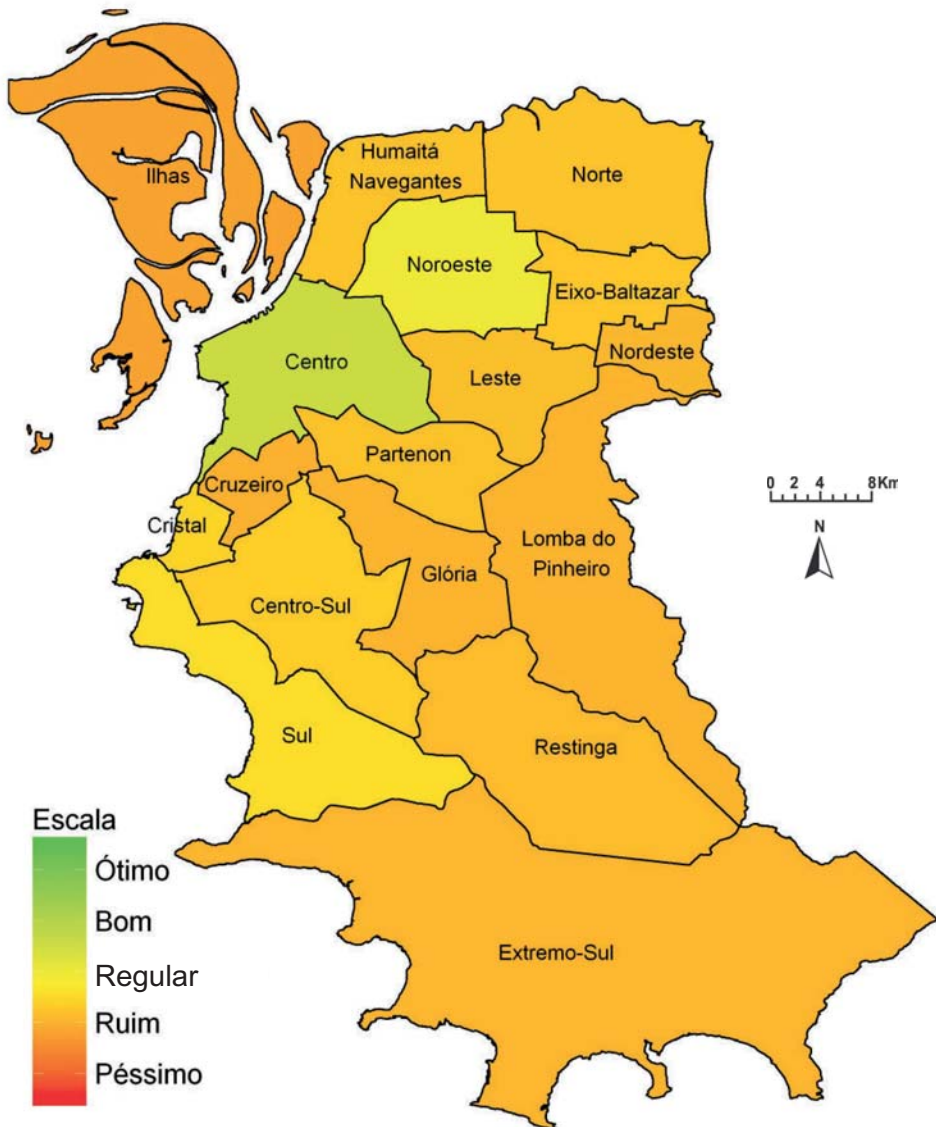 Humaitá
Navegantes
Norte
Ilhas
Noroeste
Eixo-Baltazar
Nordeste
Centro
Leste
Partenon
Cruzeiro
Cristal
0 2 4 8Km
N
Lomba do
Pinheiro
Glória
Centro-Sul
Sul
Restinga
Extremo-Sul
Escala
Ótimo
Bom
Regular
Ruim
Péssimo